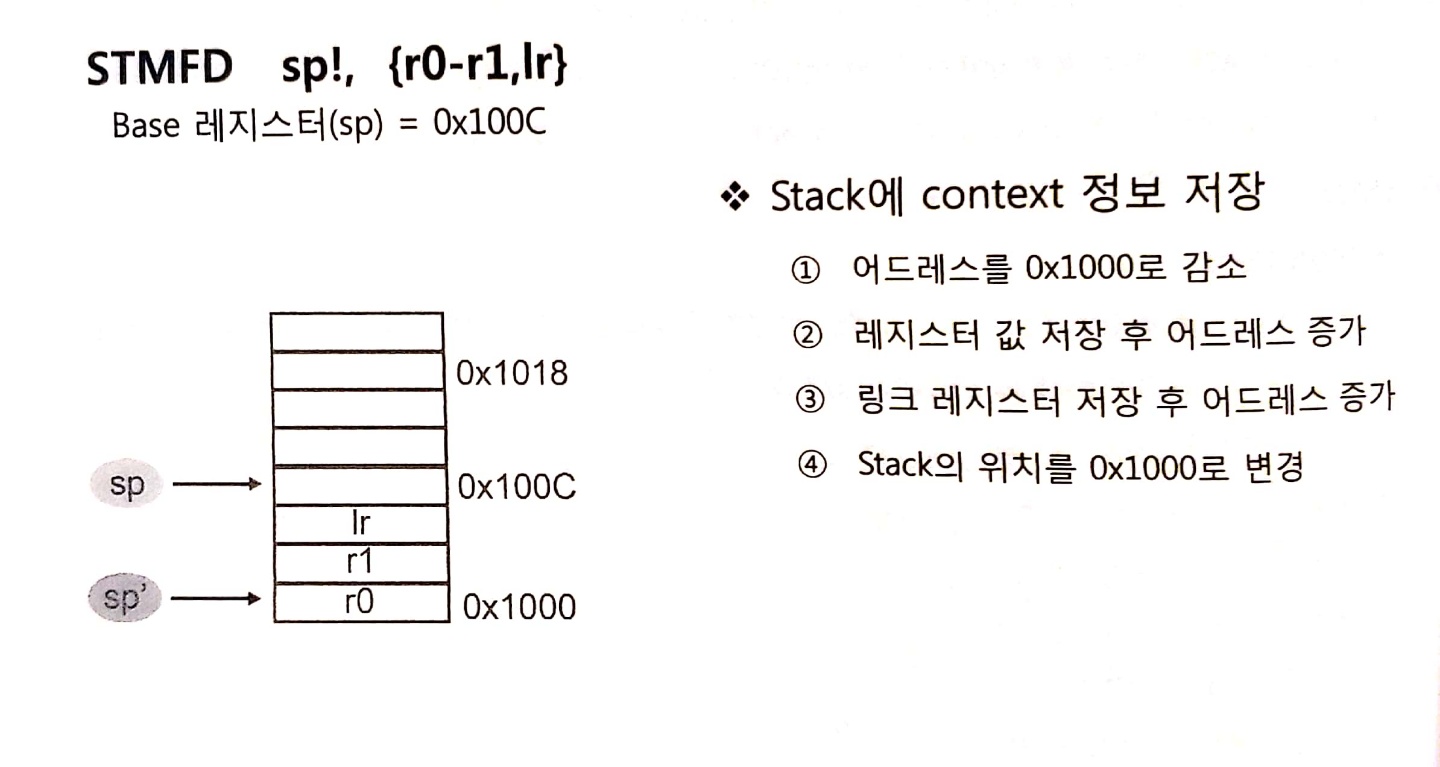 STMFD sp!, {r0-r1,lr}
Base 레지스터(sp) = 0x100C
❖ Stack에 context 정보 저장
① 어드레스를 0x1000로 감소
② 레지스터 값 저장 후 어드레스 증가
③ 링크 레지스터 저장 후 어드레스 증가
④ Stack의 위치를 0x1000로 변경
0x1018
sp
0x100C
lr
r1
sp'
r0
0x1000